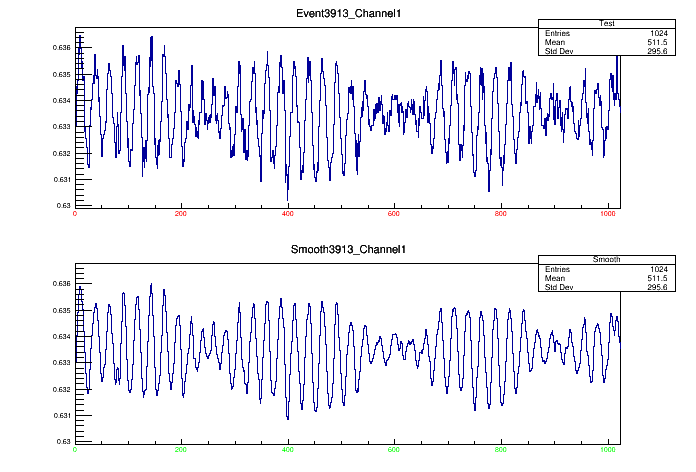 Event3913_Channel1
Test
Entries 1024
Mean 511.5
Std Dev 295.6
0.636
0.635
0.634
0.633
0.632
0.631
0.63
0 200 400 600 800 1000
Smooth3913_Channel1
Smooth
Entries 1024
Mean 511.5
Std Dev 295.6
0.636
0.635
0.634
0.633
0.632
0.631
0.63
0 200 400 600 800 1000